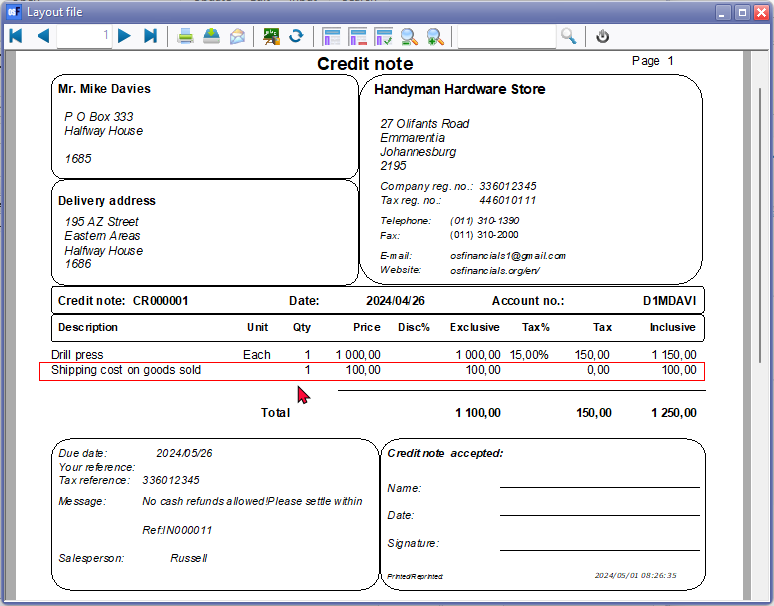 Layout file
1
Credit note
Page 1
Mr. Mike Davies
P O Box 333
Halfway House
1685
Handyman Hardware Store
27 Olifants Road
Emmarentia
Johannesburg
2195
Company reg. no.: 336012345
Tax reg. no.: 446010111
Telephone: (011) 310-1390
Fax: (011) 310-2000
E-mail: osfinancials1@gmail.com
Website: osfinancials.org/en/
Delivery address
195 AZ Street
Eastern Areas
Halfway House
1686
Credit note: CR000001 Date: 2024/04/26 Account no.: D1MDAVI
Description Unit Qty Price Disc% Exclusive Tax% Tax Inclusive
Drill press Each 1 1 000,00 1 000,00 15,00% 150,00 1 150,00
Shipping cost on goods sold 1 100,00 100,00 0,00 100,00
Total 1 100,00 150,00 1 250,00
Due date: 2024/05/26
Your reference:
Tax reference: 336012345
Message: No cash refunds allowed!Please settle within
Ref:IN000011
Salesperson: Russell
Credit note accepted:
Name:
Date:
Signature:
Printed/Reprinted: 2024/05/01 08:26:35